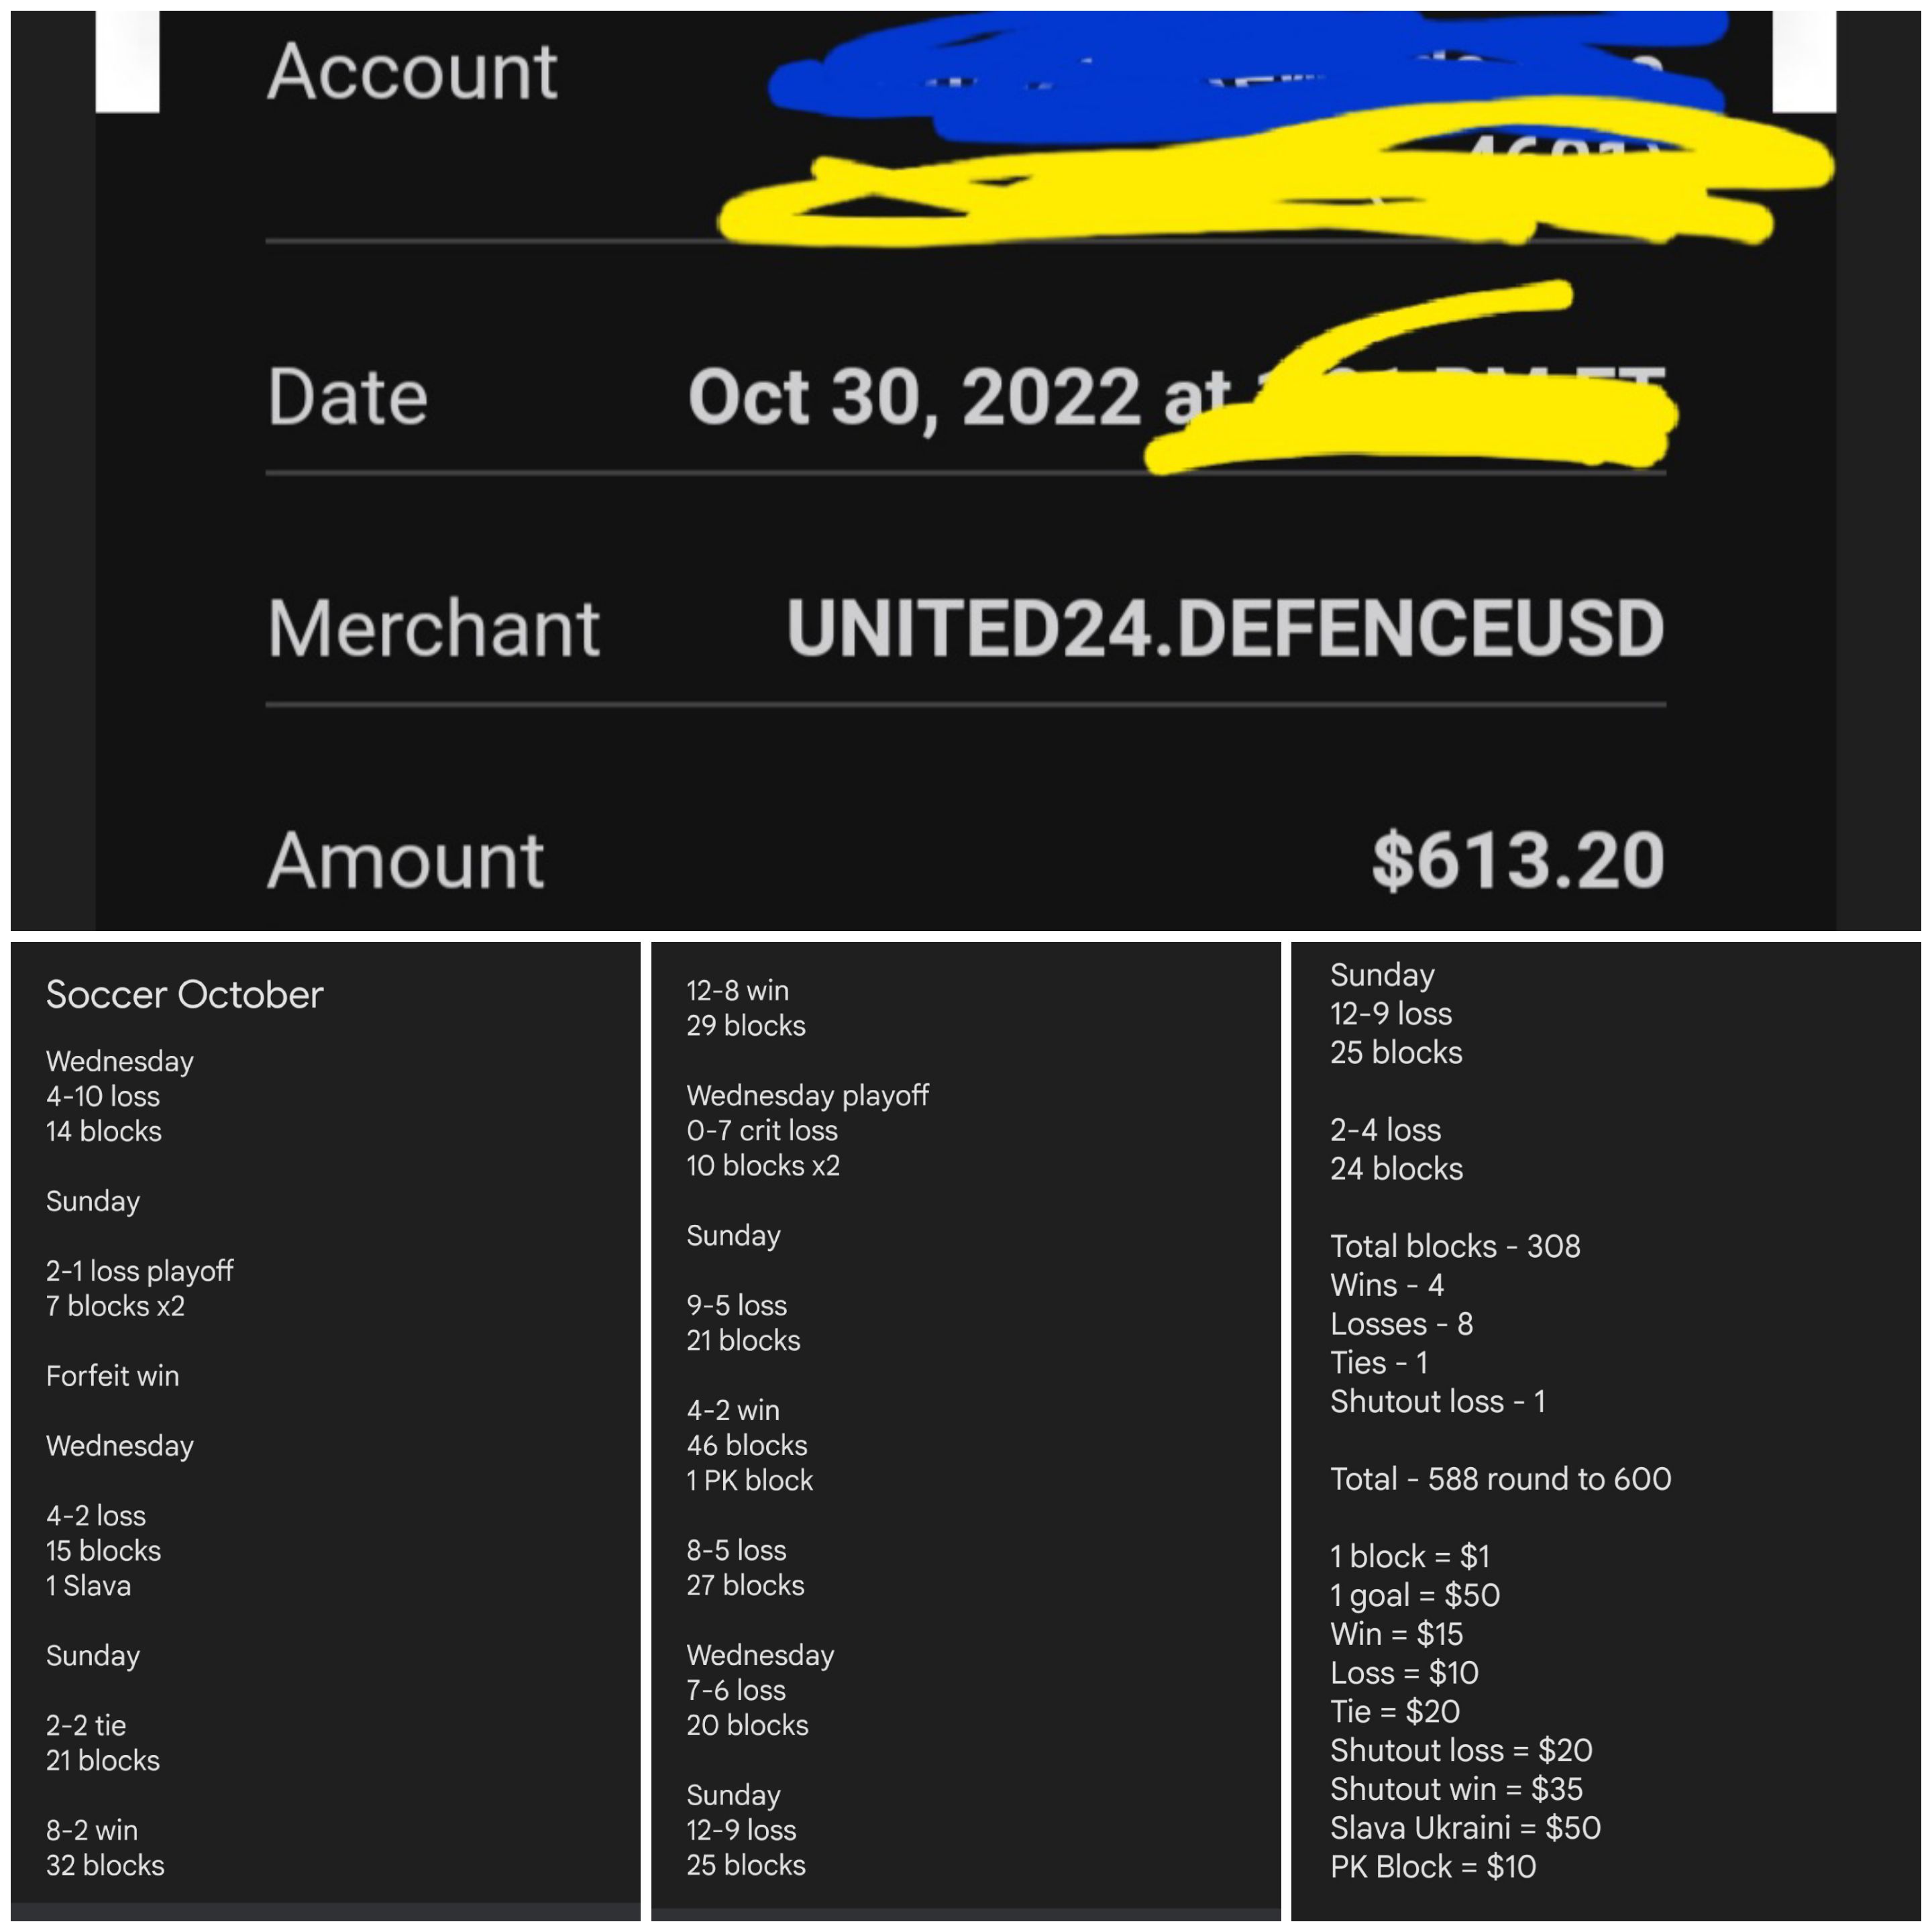 Account
Date Oct 30, 2022 at
Merchant UNITED24.DEFENCEUSD
Amount $613.20
Soccer October
Wednesday
4-10 loss
14 blocks
Sunday
2-1 loss playoff
7 blocks x2
Forfeit win
Wednesday
4-2 loss
15 blocks
1 Slava
Sunday
2-2 tie
21 blocks
8-2 win
32 blocks
12-8 win
29 blocks
Wednesday playoff
0-7 crit loss
10 blocks x2
Sunday
9-5 loss
21 blocks
4-2 win
46 blocks
1 PK block
8-5 loss
27 blocks
Wednesday
7-6 loss
20 blocks
Sunday
12-9 loss
25 blocks
Sunday
12-9 loss
25 blocks
2-4 loss
24 blocks
Total blocks - 308
Wins - 4
Losses - 8
Ties - 1
Shutout loss - 1
Total - 588 round to 600
1 block = $1
1 goal = $50
Win = $15
Loss = $10
Tie = $20
Shutout loss = $20
Shutout win = $35
Slava Ukraini = $50
PK Block = $10